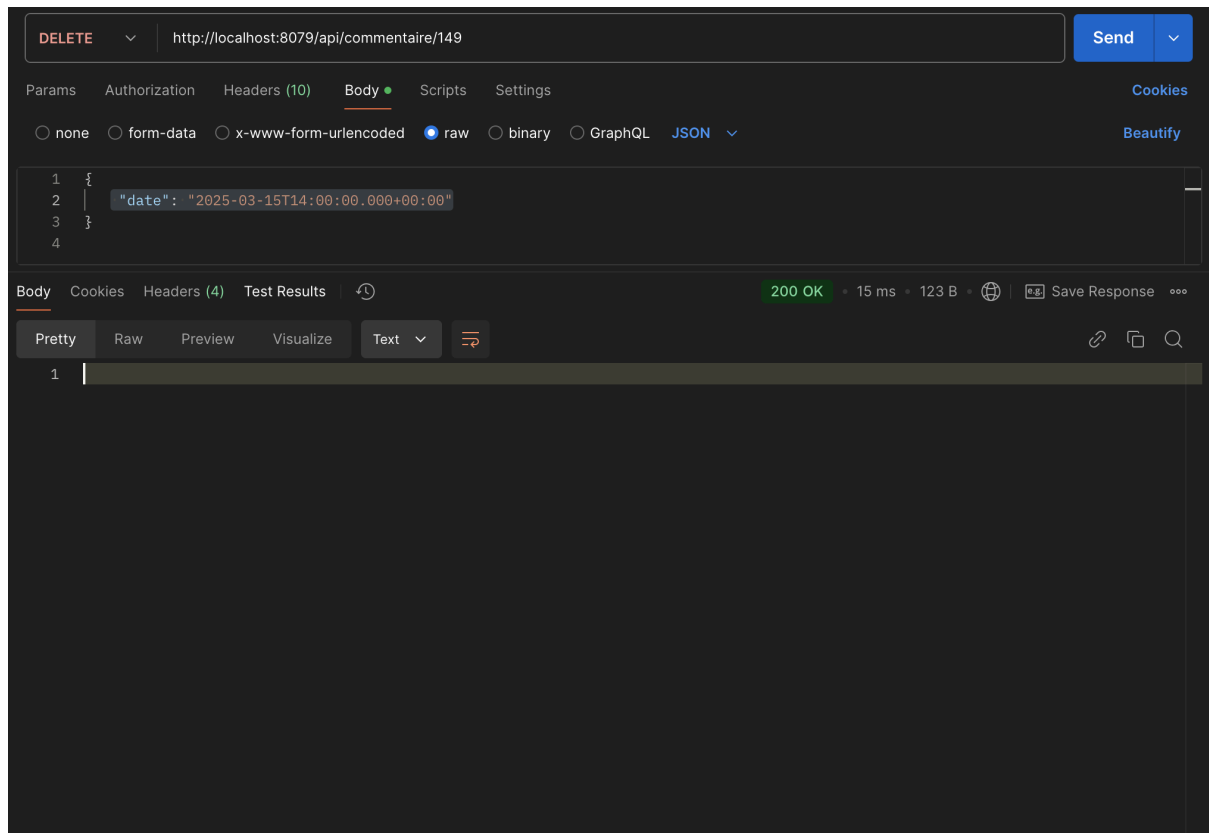 DELETE http://localhost:8079/api/commentaire/149 Send
Params Authorization Headers (10) Body Scripts Settings Cookies
none form-data x-www-form-urlencoded raw binary GraphQL JSON Beautify
1 {
2 "date": "2025-03-15T14:00:00.000+00:00"
3 }
4
Body Cookies Headers (4) Test Results 200 OK • 15 ms • 123 B • e.g. Save Response
Pretty Raw Preview Visualize Text
1